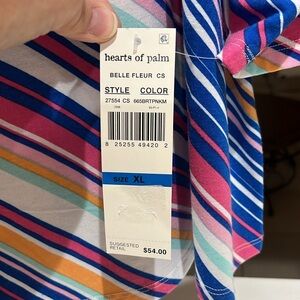 hearts of palm
BELLE FLEUR CS
STYLE COLOR
27554 CS 665BRTPNKM
8 25255 49420 2
SIZE XL
SUGGESTED
RETAIL $54.00